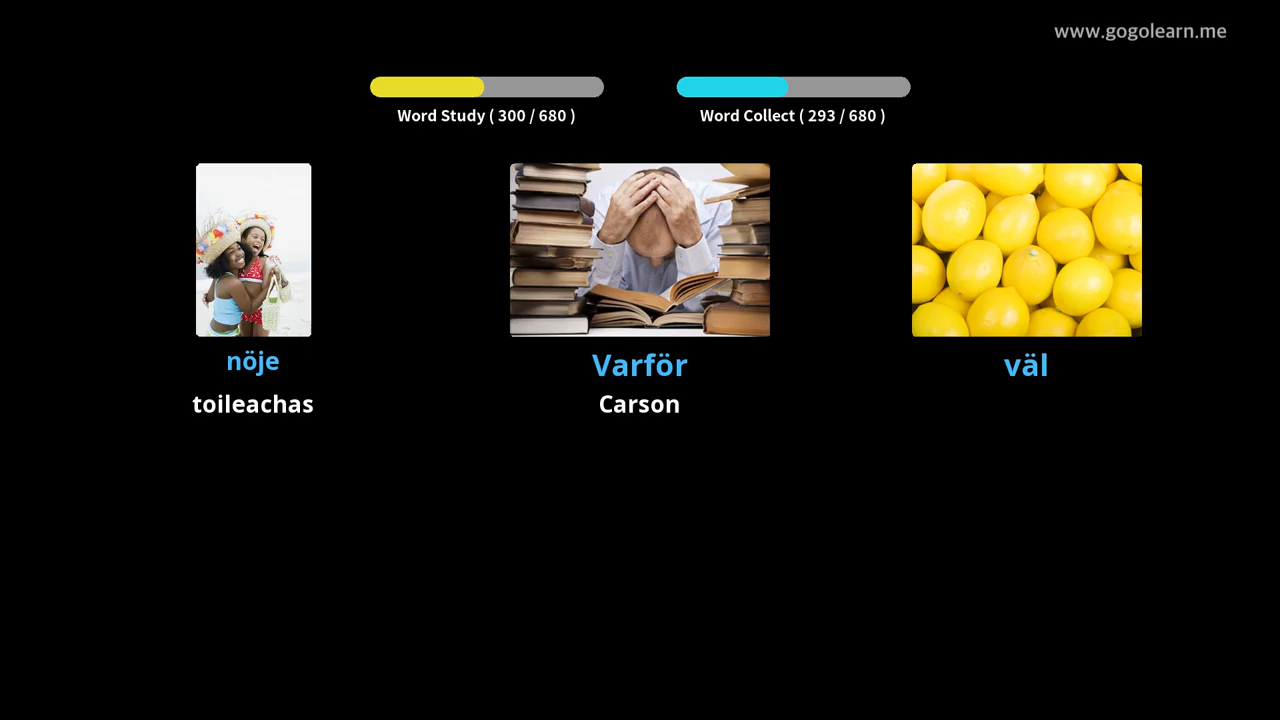 www.gogolearn.me
Word Study ( 300 / 680 )
Word Collect ( 293 / 680 )
nöje
Varför
väl
toileachas
Carson